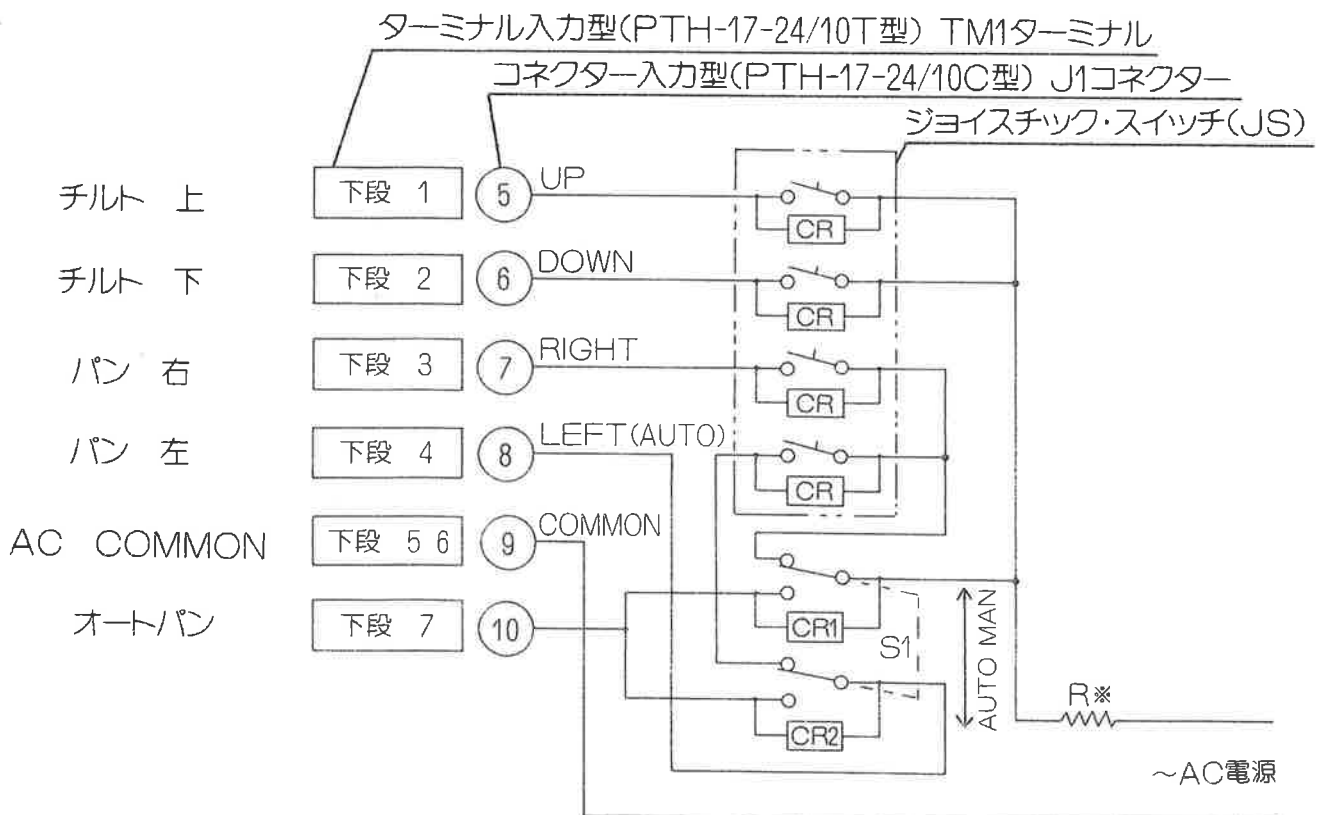 ターミナル入力型(PTH-17-24/10T型) TM1ターミナル
コネクター入力型(PTH-17-24/10C型) J1コネクター
ジョイスチック・スイッチ(JS)
チルト 上 下段 1 5 UP
CR
チルト 下 下段 2 6 DOWN
CR
パン 右 下段 3 7 RIGHT
CR
パン 左 下段 4 8 LEFT(AUTO)
CR
AC COMMON 下段 5 6 9 COMMON
オートパン 下段 7 10
CR1
S1
AUTO MAN
CR2
R※
～AC電源